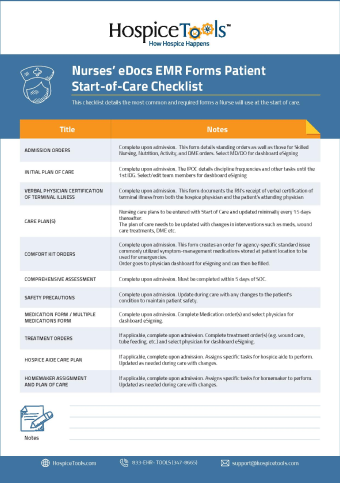 HospiceTools™
How Hospice Happens
Nurses' eDocs EMR Forms Patient
Start-of-Care Checklist
This checklist details the most common and required forms a Nurse will use at the start of care.
Title
Notes
ADMISSION ORDERS
Complete upon admission. This form details standing orders as well as those for Skilled
Nursing, Nutrition, Activity, and DME orders. Select MD/DO for dashboard eSigning
INITIAL PLAN OF CARE
Complete upon admission. The IPOC details discipline frequencies and other tasks until the
1st IDG. Select edit team members for dashboard eSigning
VERBAL PHYSICIAN CERTIFICATION
OF TERMINAL ILLNESS
Complete upon admission. This form documents the RN's receipt of verbal certification of
terminal illness from both the hospice physician and the patient's attending physician
CARE PLAN(S)
Nursing care plans to be entered with Start of Care and updated minimally every 15 days
thereafter.
The plan of care needs to be updated with changes in interventions such as meds, wound
care treatments, DME etc.
COMFORT KIT ORDERS
Complete upon admission. This form creates an order for agency-specific standard issue
commonly utilized symptom-management medications stored at patient location to be
used for emergencies.
Order goes to physician dashboard for eSigning and can then be filled.
COMPREHENSIVE ASSESSMENT
Complete upon admission. Must be completed within 5 days of SOC.
SAFETY PRECAUTIONS
Complete upon admission. Update during care with any changes to the patient's
condition to maintain patient safety.
MEDICATION FORM / MULTIPLE
MEDICATIONS FORM
Complete upon admission. Complete Medication order(s) and select physician for
dashboard eSigning.
TREATMENT ORDERS
If applicable, complete upon admission. Complete treatment order(s) (e.g. wound care,
tube feeding, etc.) and select physician for dashboard eSigning.
HOSPICE AIDE CARE PLAN
If applicable, complete upon admission. Assigns specific tasks for hospice aide to perform.
Updated as needed during care with changes.
HOMEMAKER ASSIGNMENT
AND PLAN OF CARE
If applicable, complete upon admission. Assigns specific tasks for homemaker to perform.
Updated as needed during care with changes.
Notes
HospiceTools.com
833-EHR-TOOLS (347-8665)
support@hospicetools.com